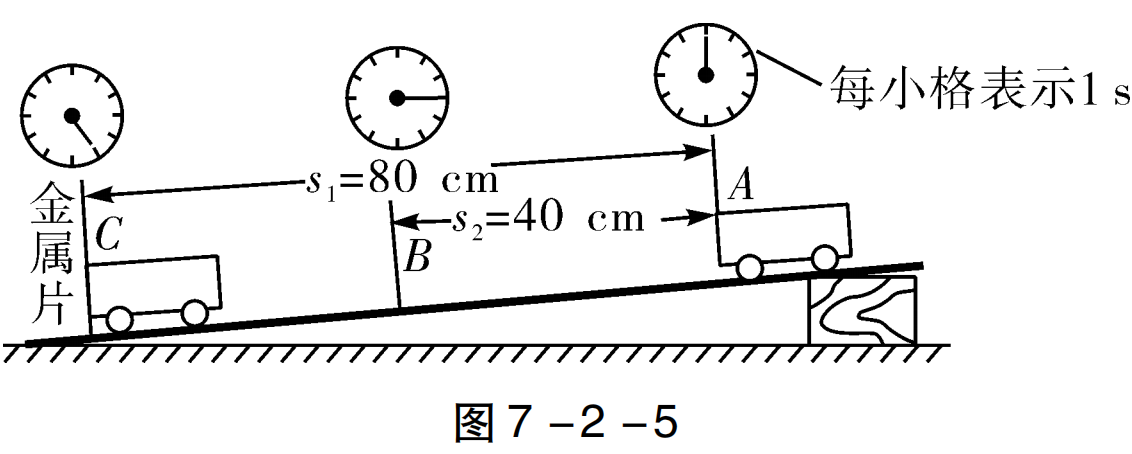 每小格表示1 s
s₁=80 cm
A
s₂=40 cm
B
C
金属片
图 7 –2 –5